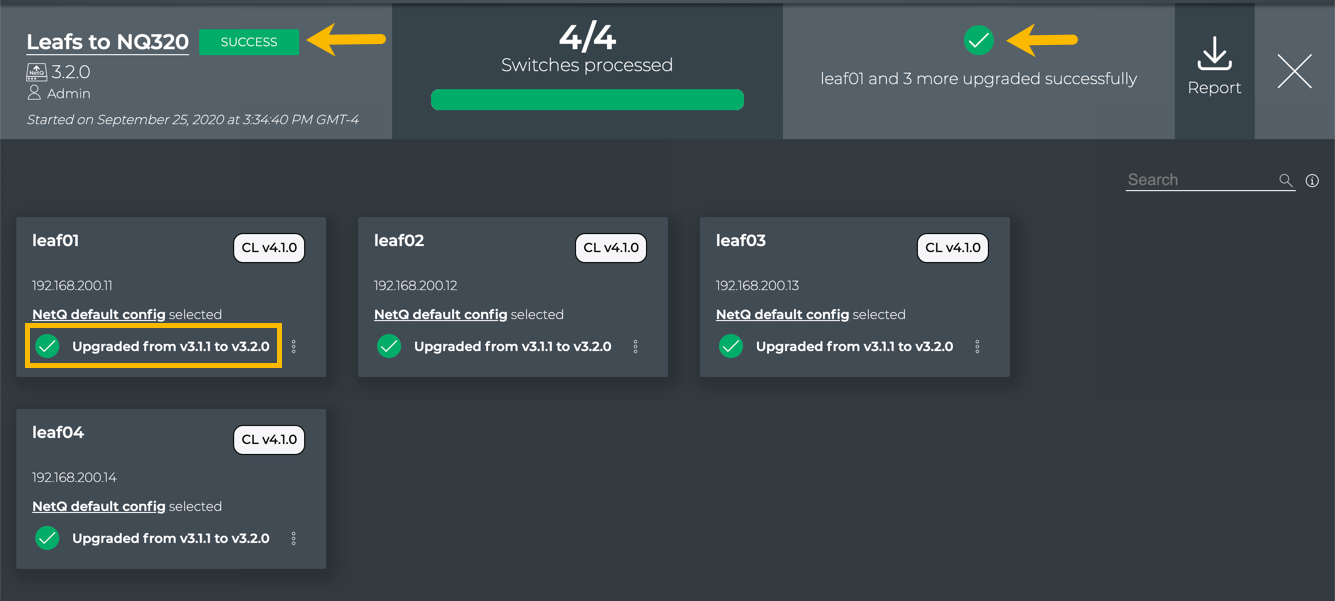 Leafs to NQ320 SUCCESS
NetQ 3.2.0
Admin
Started on September 25, 2020 at 3:34:40 PM GMT-4
4/4
Switches processed
leaf01 and 3 more upgraded successfully
Report
Search
leaf01
CL v4.1.0
192.168.200.11
NetQ default config selected
Upgraded from v3.1.1 to v3.2.0
leaf02
CL v4.1.0
192.168.200.12
NetQ default config selected
Upgraded from v3.1.1 to v3.2.0
leaf03
CL v4.1.0
192.168.200.13
NetQ default config selected
Upgraded from v3.1.1 to v3.2.0
leaf04
CL v4.1.0
192.168.200.14
NetQ default config selected
Upgraded from v3.1.1 to v3.2.0